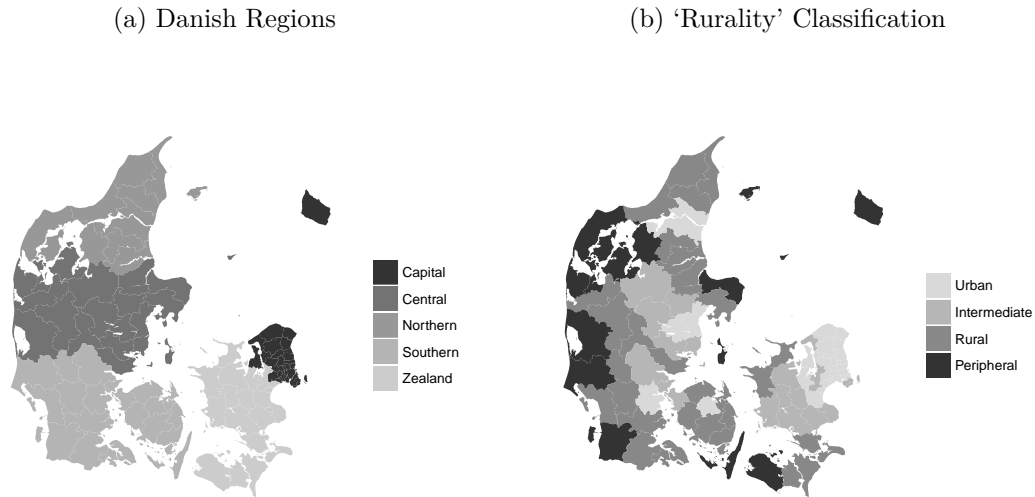 (a) Danish Regions
Capital
Central
Northern
Southern
Zealand
(b) ‘Rurality’ Classification
Urban
Intermediate
Rural
Peripheral